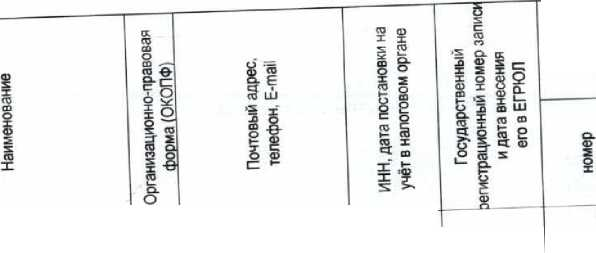 Наименование
Организационно-правовая
форма (ОКОПФ)
Почтовый адрес,
телефон, E-mail
ИНН, дата постановки на
учёт в налоговом органе
Государственный
регистрационный номер записи
и дата внесения
его в ЕГРЮЛ
номер